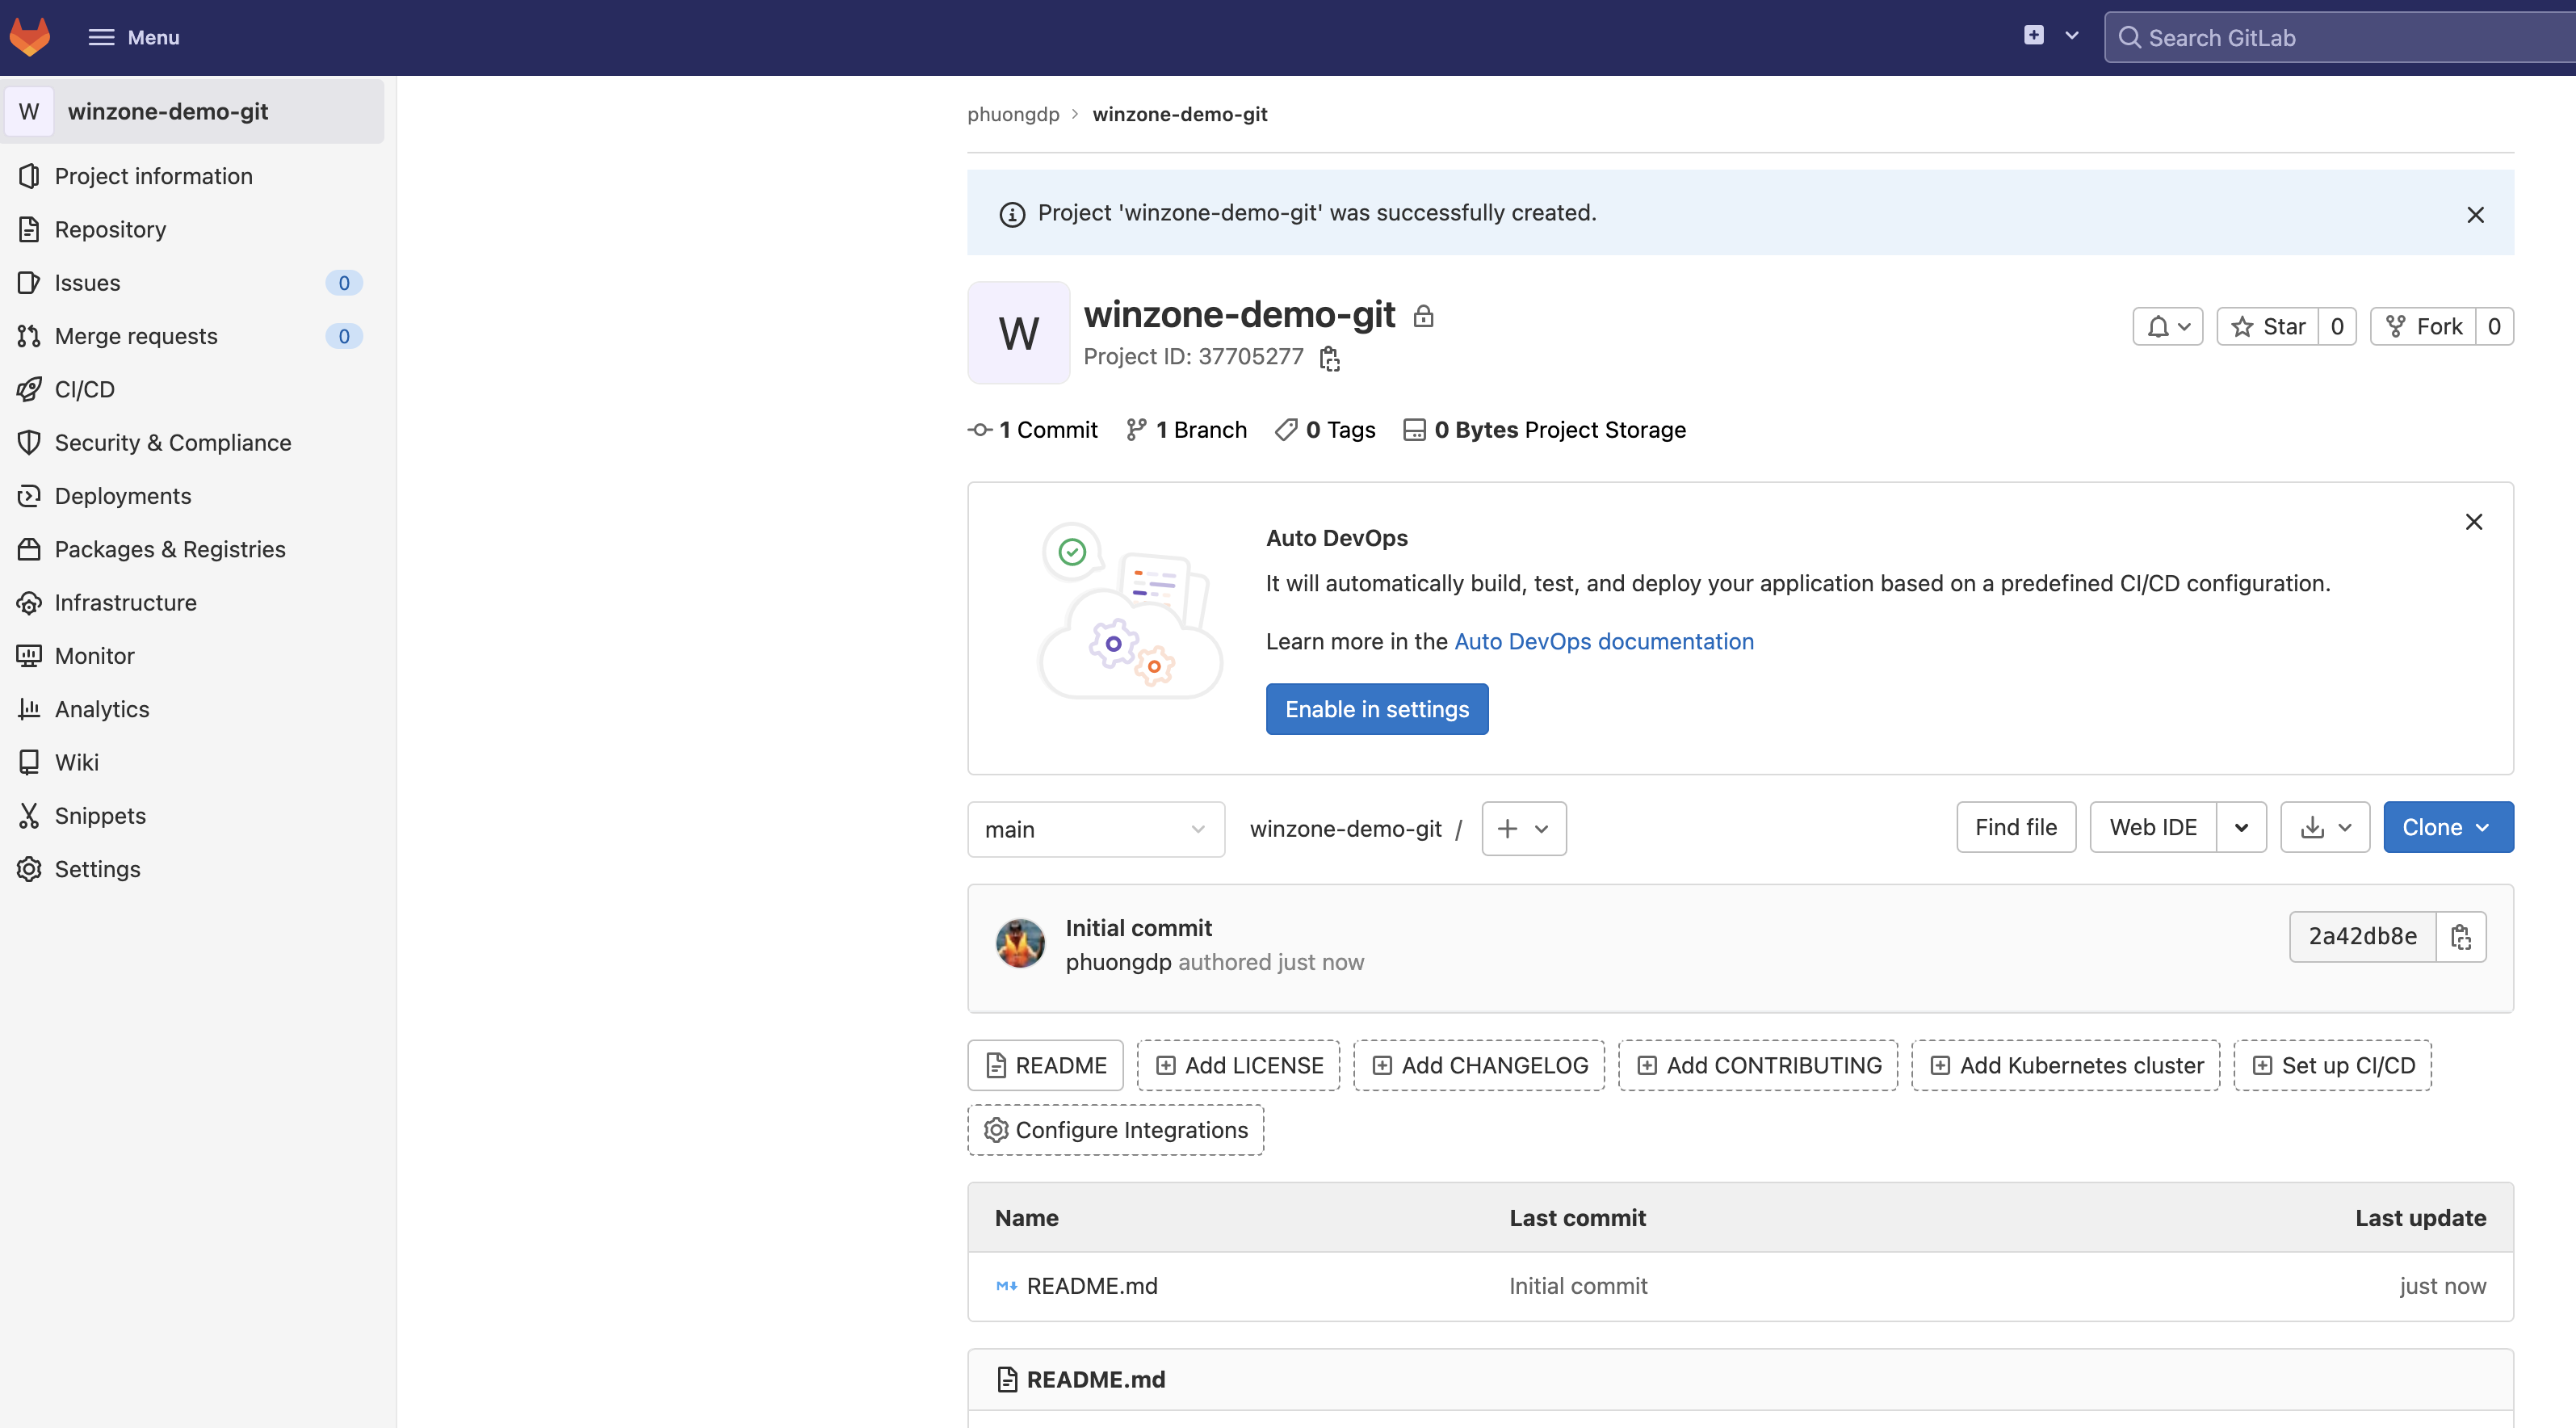 Menu
Search GitLab
W winzone-demo-git
Project information
Repository
Issues 0
Merge requests 0
CI/CD
Security & Compliance
Deployments
Packages & Registries
Infrastructure
Monitor
Analytics
Wiki
Snippets
Settings
phuongdp > winzone-demo-git
Project 'winzone-demo-git' was successfully created.
W
winzone-demo-git
Project ID: 37705277
Star 0
Fork 0
1 Commit 1 Branch 0 Tags 0 Bytes Project Storage
Auto DevOps
It will automatically build, test, and deploy your application based on a predefined CI/CD configuration.
Learn more in the Auto DevOps documentation
Enable in settings
main
winzone-demo-git /
Find file
Web IDE
Clone
Initial commit
phuongdp authored just now
2a42db8e
README
Add LICENSE
Add CHANGELOG
Add CONTRIBUTING
Add Kubernetes cluster
Set up CI/CD
Configure Integrations
Name Last commit Last update
README.md Initial commit just now
README.md